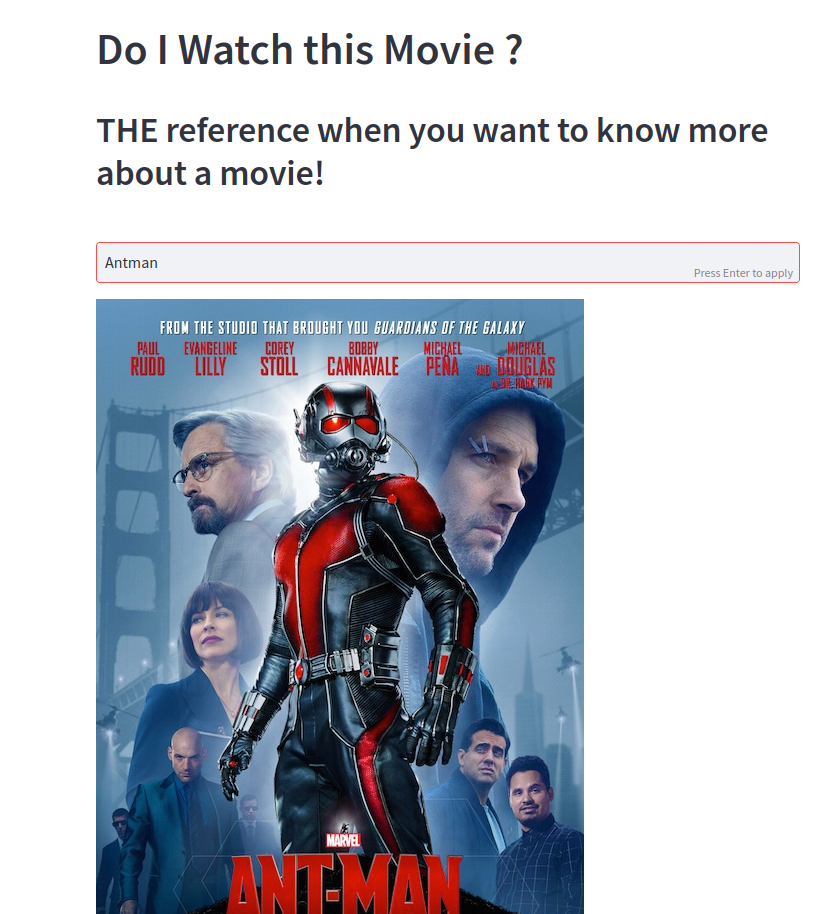 Do I Watch this Movie ?
THE reference when you want to know more
about a movie!
Antman
Press Enter to apply
FROM THE STUDIO THAT BROUGHT YOU GUARDIANS OF THE GALAXY
PAUL EVANGELINE COREY BOBBY MICHAEL MICHAEL
RUDD LILLY STOLL CANNAVALE PEÑA AND DOUGLAS
AS DR. HANK PYM
MARVEL
ANT-MAN